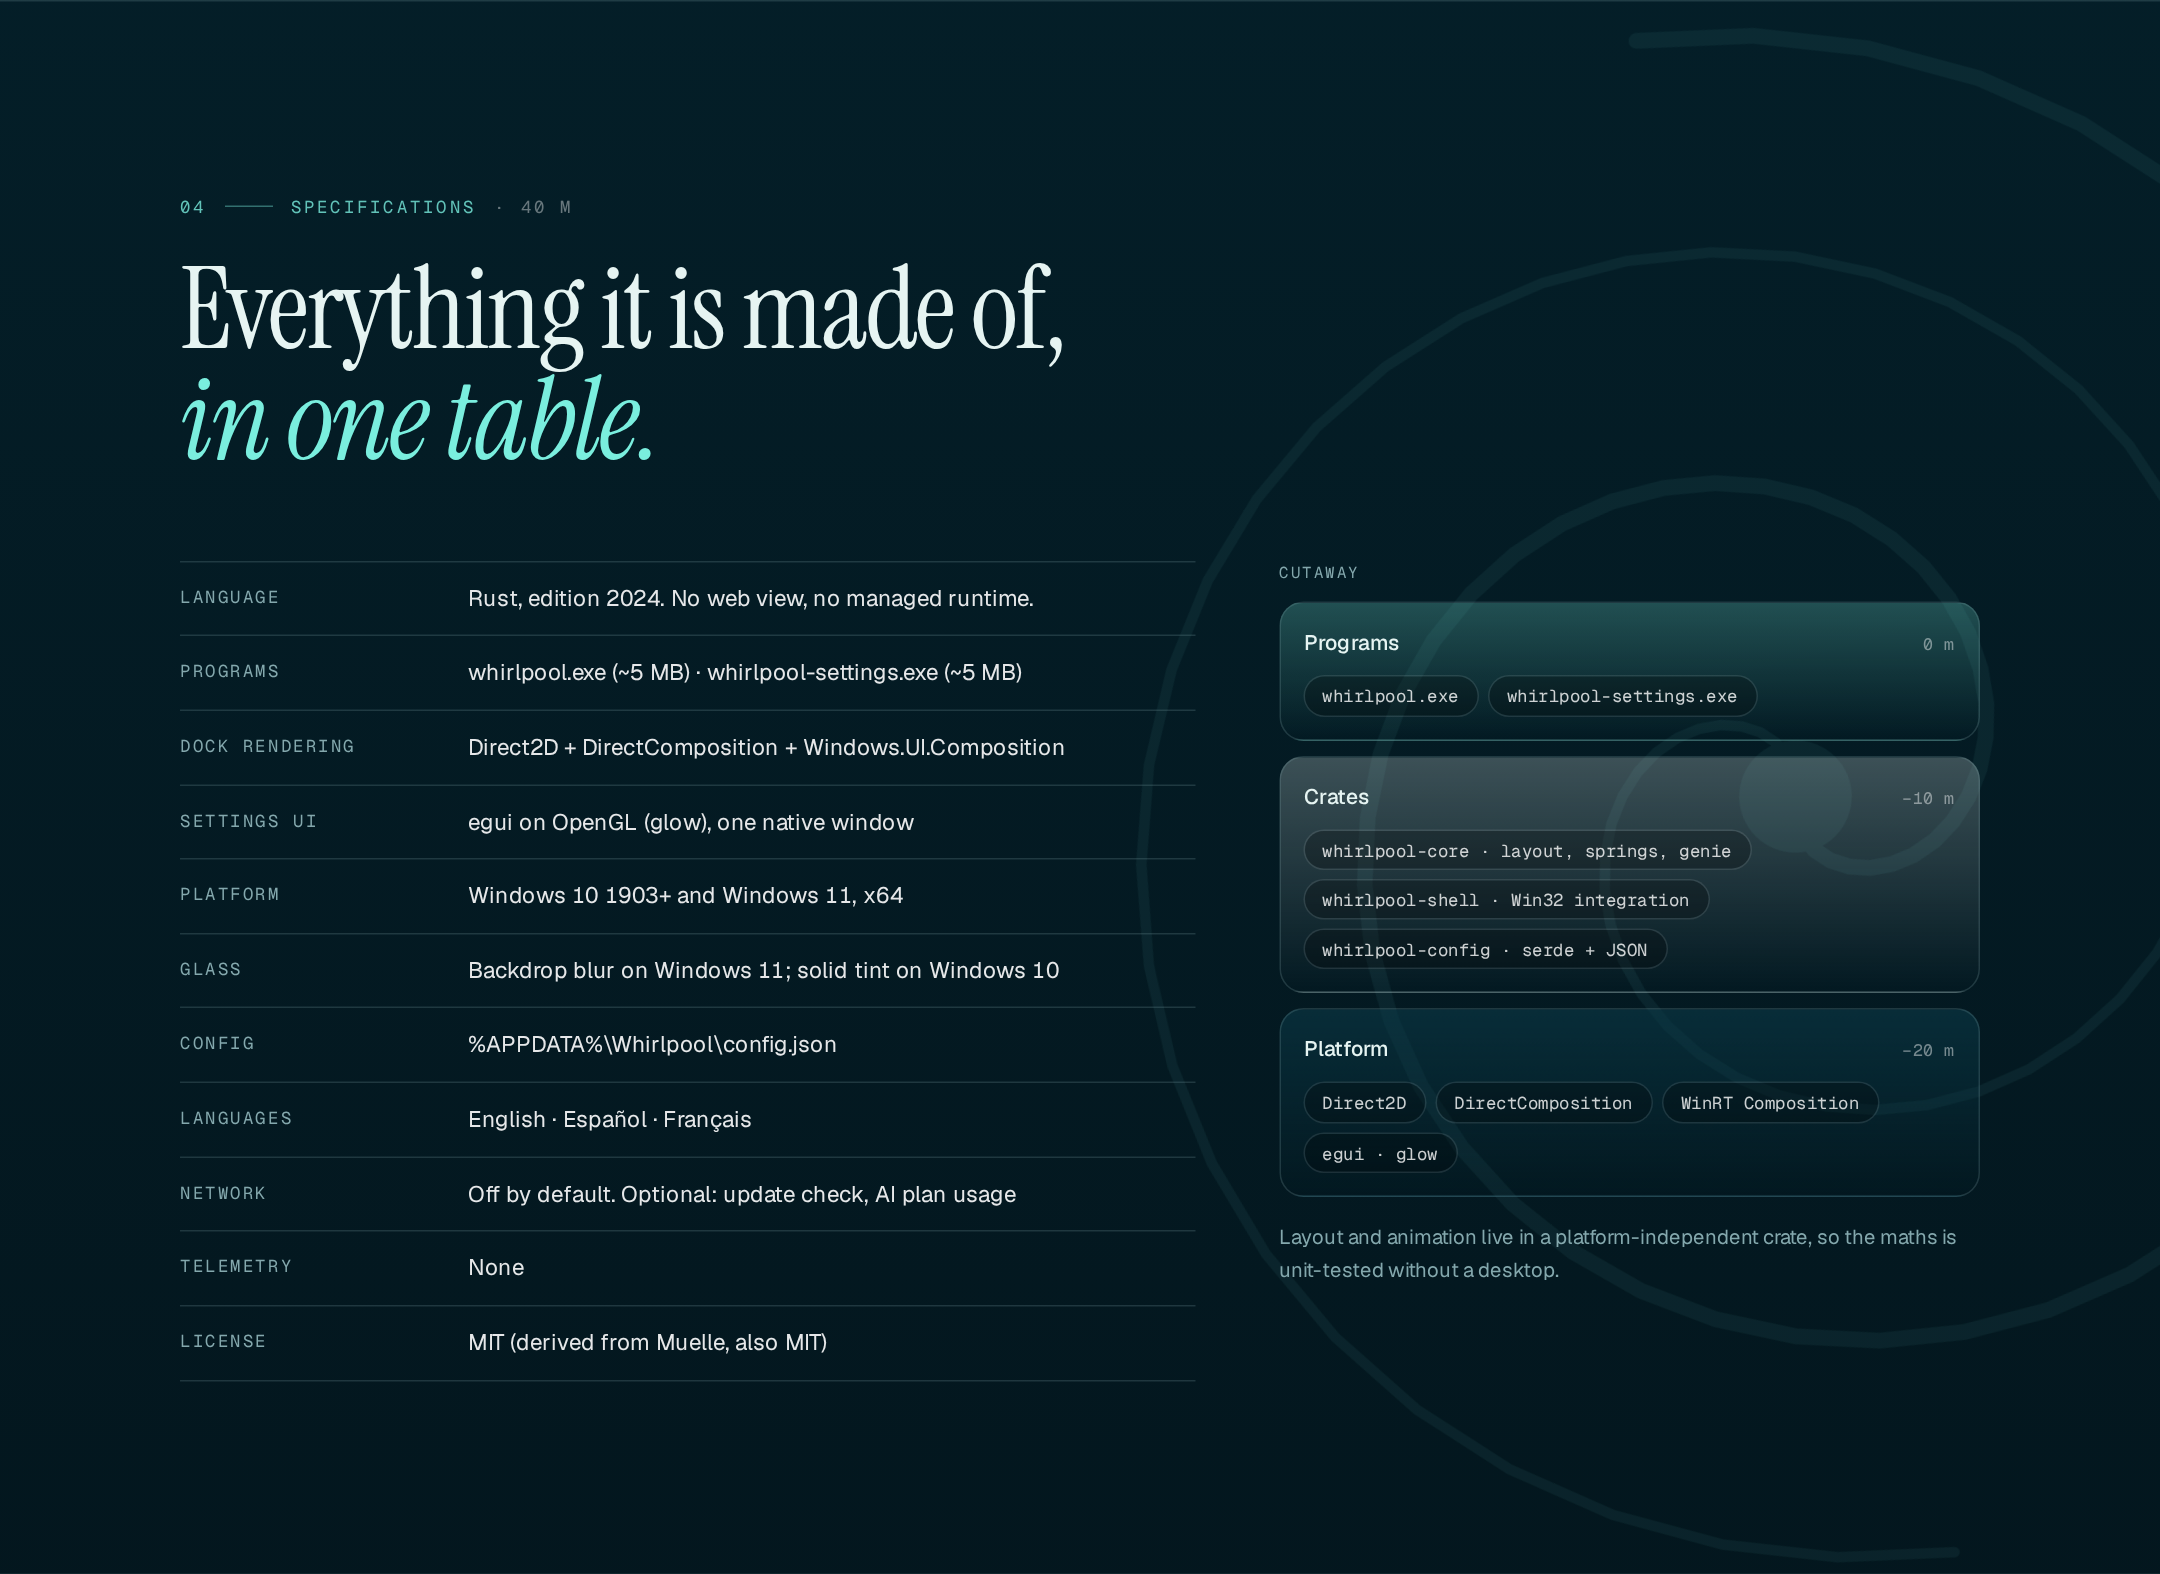 04 SPECIFICATIONS · 40 M
Everything it is made of,
in one table.
LANGUAGE Rust, edition 2024. No web view, no managed runtime.
PROGRAMS whirlpool.exe (~5 MB) · whirlpool-settings.exe (~5 MB)
DOCK RENDERING Direct2D + DirectComposition + Windows.UI.Composition
SETTINGS UI egui on OpenGL (glow), one native window
PLATFORM Windows 10 1903+ and Windows 11, x64
GLASS Backdrop blur on Windows 11; solid tint on Windows 10
CONFIG %APPDATA%\Whirlpool\config.json
LANGUAGES English · Español · Français
NETWORK Off by default. Optional: update check, AI plan usage
TELEMETRY None
LICENSE MIT (derived from Muelle, also MIT)
CUTAWAY
Programs 0 m
whirlpool.exe whirlpool-settings.exe
Crates −10 m
whirlpool-core · layout, springs, genie
whirlpool-shell · Win32 integration
whirlpool-config · serde + JSON
Platform −20 m
Direct2D DirectComposition WinRT Composition
egui · glow
Layout and animation live in a platform-independent crate, so the maths is
unit-tested without a desktop.